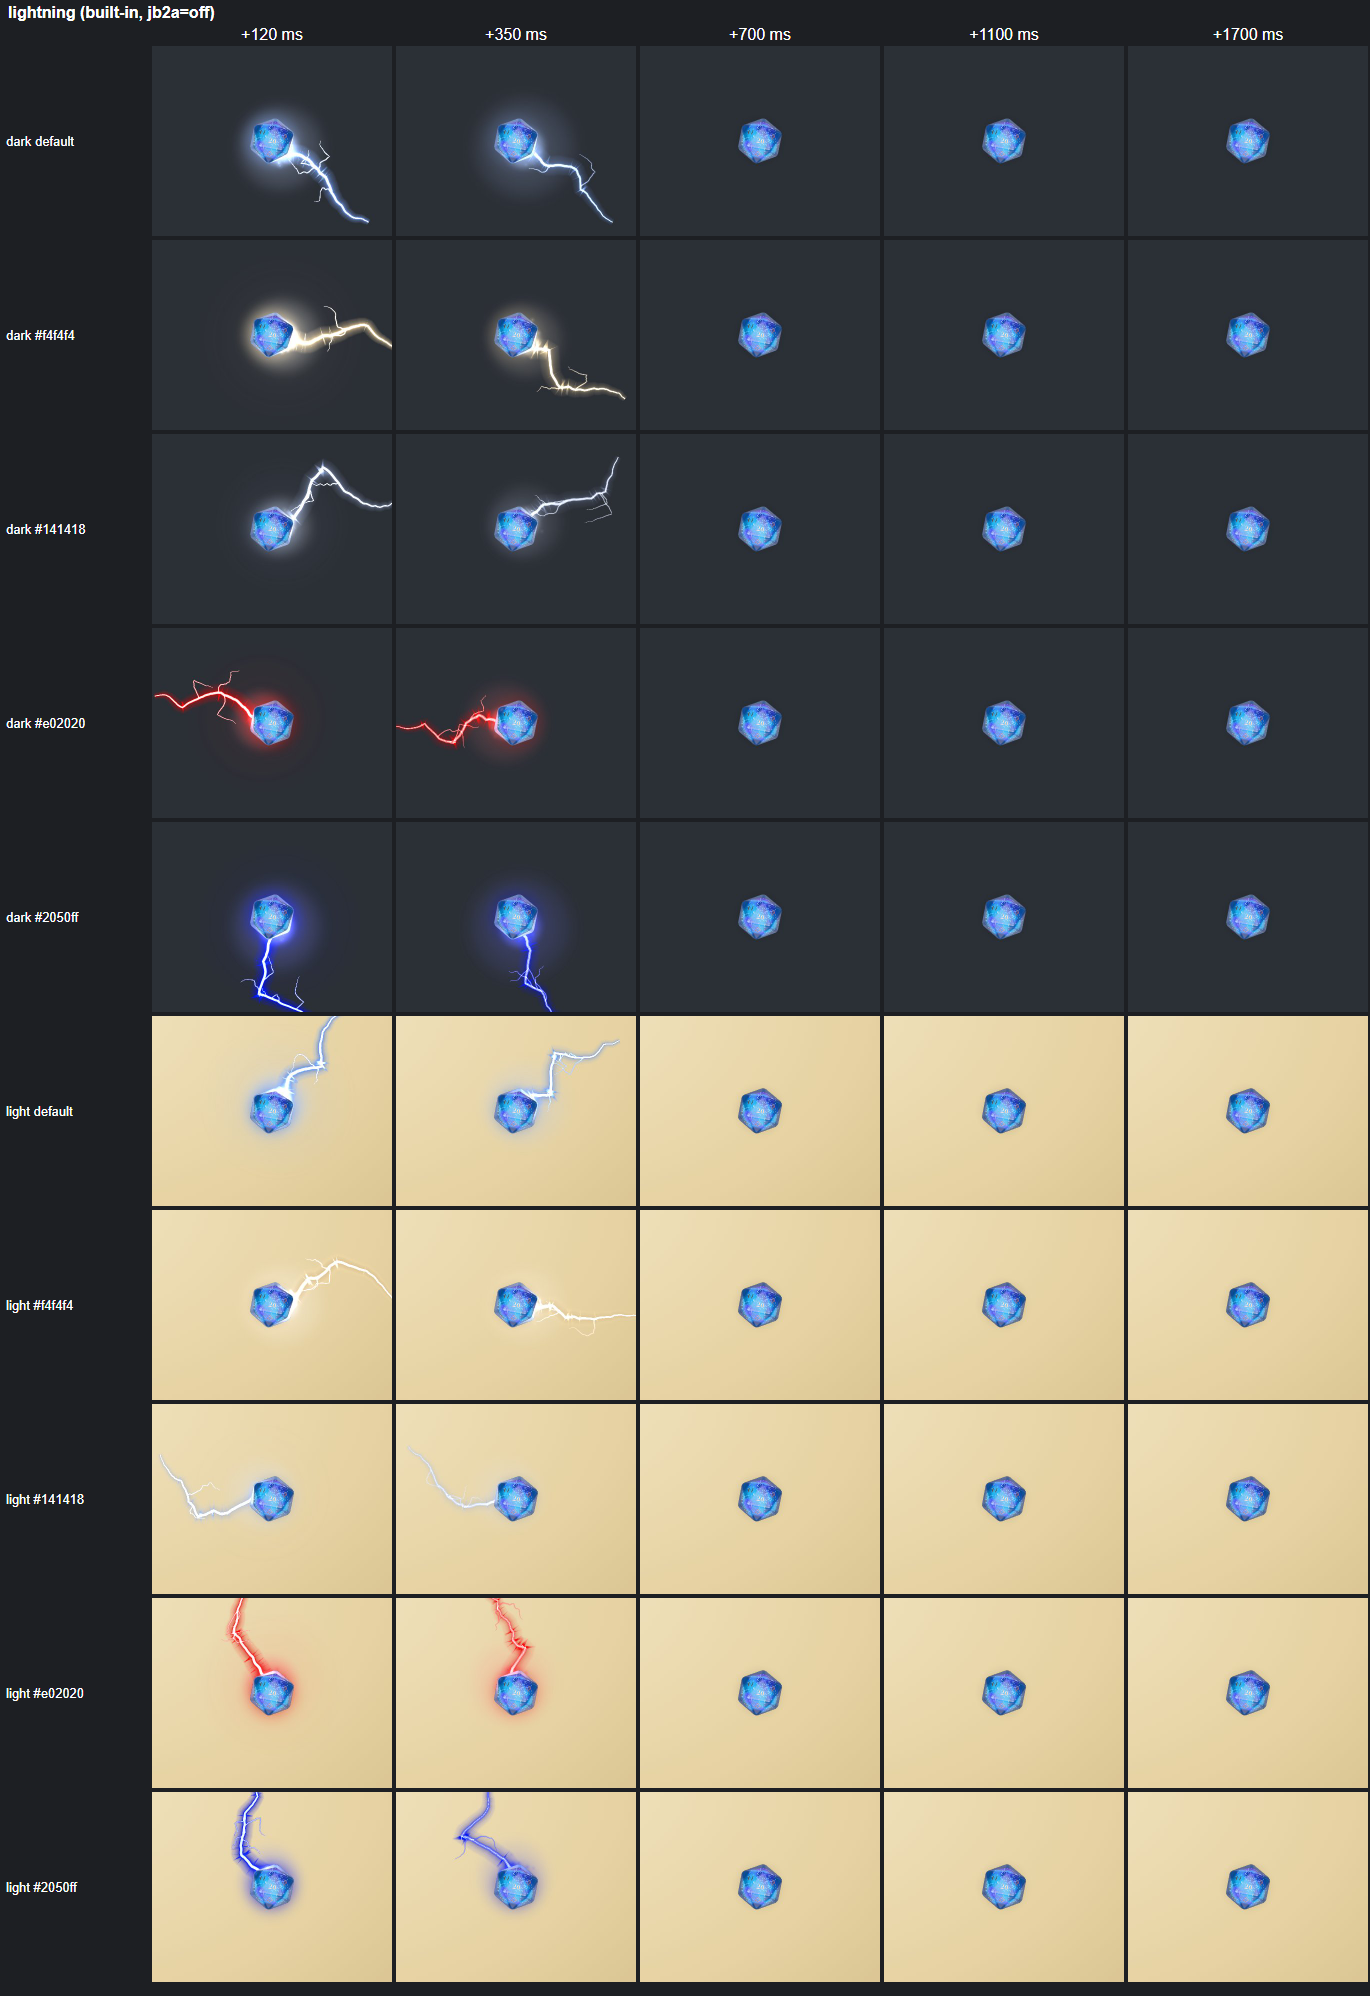 lightning (built-in, jb2a=off)
+120 ms +350 ms +700 ms +1100 ms +1700 ms
dark default
dark #f4f4f4
dark #141418
dark #e02020
dark #2050ff
light default
light #f4f4f4
light #141418
light #e02020
light #2050ff